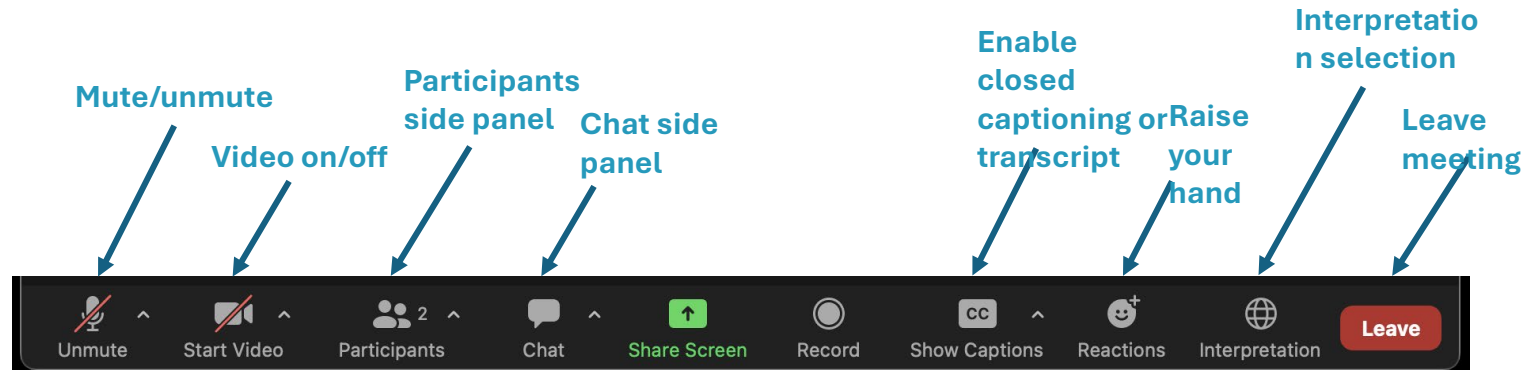 Mute/unmute
Video on/off
Participants
side panel
Chat side
panel
Enable
closed
captioning or
transcript
Raise
your
hand
Interpretatio
n selection
Leave
meeting
Unmute
Start Video
2
Participants
Chat
Share Screen
Record
CC
Show Captions
Reactions
Interpretation
Leave